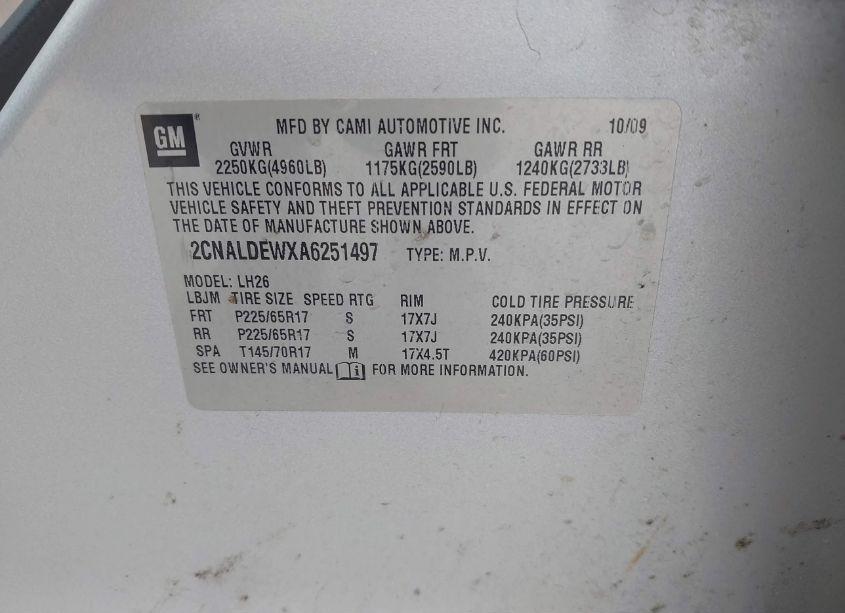 GM®
MFD BY CAMI AUTOMOTIVE INC. 10/09
GVWR GAWR FRT GAWR RR
2250KG(4960LB) 1175KG(2590LB) 1240KG(2733LB)
THIS VEHICLE CONFORMS TO ALL APPLICABLE U.S. FEDERAL MOTOR
VEHICLE SAFETY AND THEFT PREVENTION STANDARDS IN EFFECT ON
THE DATE OF MANUFACTURE SHOWN ABOVE.
2CNALDEWXA6251497 TYPE: M.P.V.
MODEL: LH26
LBJM TIRE SIZE SPEED RTG RIM COLD TIRE PRESSURE
FRT P225/65R17 S 17X7J 240KPA(35PSI)
RR P225/65R17 S 17X7J 240KPA(35PSI)
SPA T145/70R17 M 17X4.5T 420KPA(60PSI)
SEE OWNER'S MANUAL FOR MORE INFORMATION.